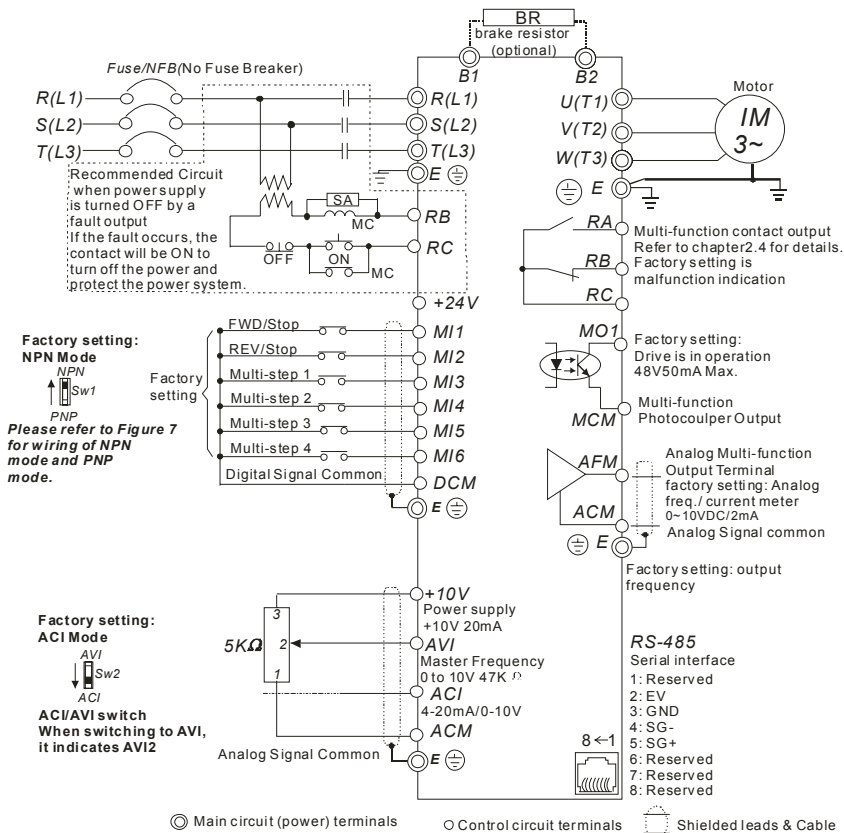 BR
brake resistor
(optional)
B1
B2
Fuse/NFB(No Fuse Breaker)
R(L1)
S(L2)
T(L3)
R(L1)
S(L2)
T(L3)
E
Recommended Circuit
when power supply
is turned OFF by a
fault output
If the fault occurs, the
contact will be ON to
turn off the power and
protect the power system.
SA
MC
OFF
ON
MC
RB
RC
+24V
U(T1)
V(T2)
W(T3)
E
Motor
IM
3~
RA
RB
RC
Multi-function contact output
Refer to chapter2.4 for details.
Factory setting is
malfunction indication
MO1
MCM
Factory setting:
Drive is in operation
48V50mA Max.
Multi-function
Photocoulper Output
Factory setting:
NPN Mode
NPN
Sw1
PNP
Please refer to Figure 7
for wiring of NPN
mode and PNP
mode.
Factory
setting
FWD/Stop
REV/Stop
Multi-step 1
Multi-step 2
Multi-step 3
Multi-step 4
Digital Signal Common
MI1
MI2
MI3
MI4
MI5
MI6
DCM
E
AFM
ACM
E
Analog Multi-function
Output Terminal
factory setting: Analog
freq./ current meter
0~10VDC/2mA
Analog Signal common
Factory setting: output
frequency
Factory setting:
ACI Mode
AVI
Sw2
ACI
ACI/AVI switch
When switching to AVI,
it indicates AVI2
5KΩ
3
2
1
+10V
Power supply
+10V 20mA
AVI
Master Frequency
0 to 10V 47K Ω
ACI
4-20mA/0-10V
ACM
Analog Signal Common
E
RS-485
Serial interface
1: Reserved
2: EV
3: GND
4: SG-
5: SG+
6: Reserved
7: Reserved
8: Reserved
8←1
Main circuit (power) terminals
Control circuit terminals
Shielded leads & Cable